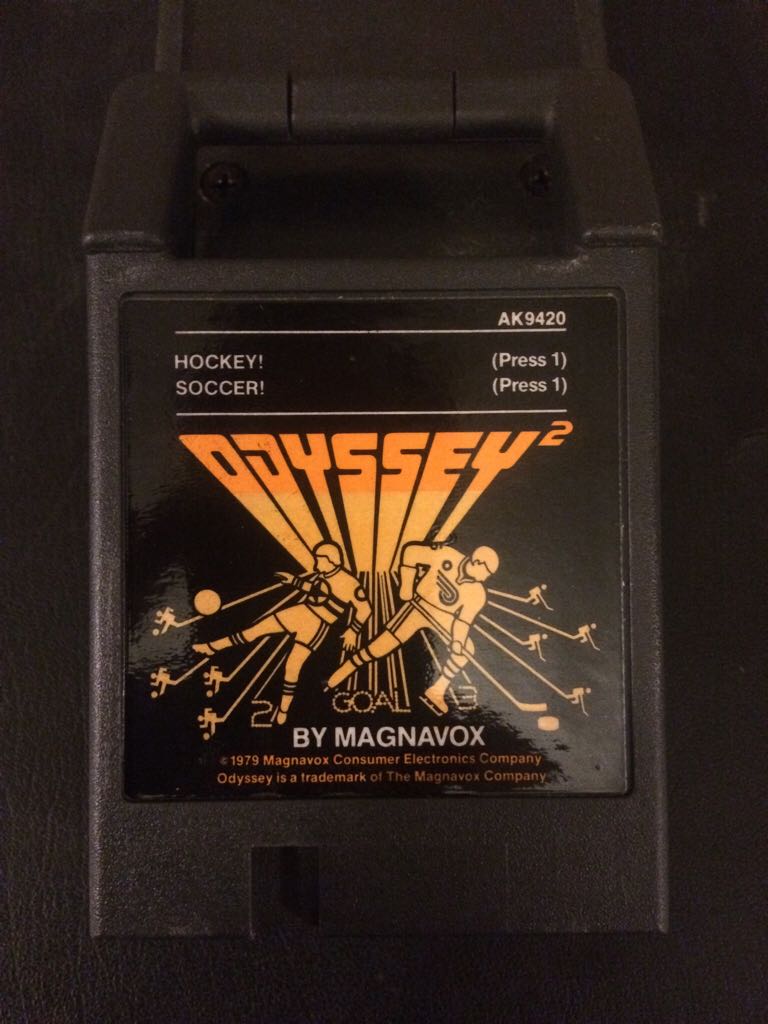 AK9420
HOCKEY! (Press 1)
SOCCER! (Press 1)
ODYSSEY²
2 GOAL 3
BY MAGNAVOX
©1979 Magnavox Consumer Electronics Company
Odyssey is a trademark of The Magnavox Company